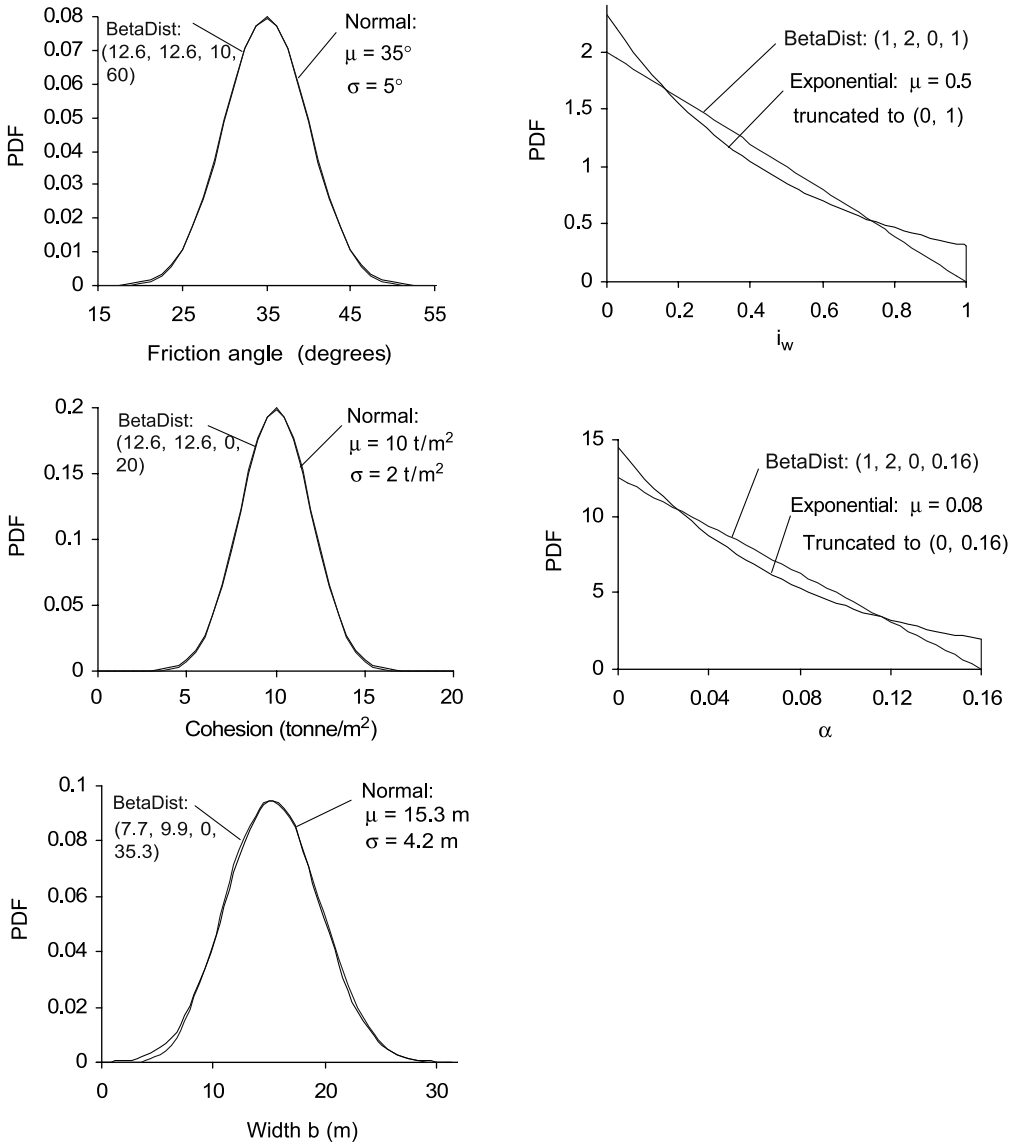 BetaDist:
(12.6, 12.6, 10,
60)
Normal:
μ = 35°
σ = 5°
PDF
0.08
0.07
0.06
0.05
0.04
0.03
0.02
0.01
0
15
25
35
45
55
Friction angle (degrees)
BetaDist: (1, 2, 0, 1)
Exponential: μ = 0.5
truncated to (0, 1)
PDF
2
1.5
1
0.5
0
0
0.2
0.4
0.6
0.8
1
i_w
BetaDist:
(12.6, 12.6, 0,
20)
Normal:
μ = 10 t/m²
σ = 2 t/m²
PDF
0.2
0.15
0.1
0.05
0
0
5
10
15
20
Cohesion (tonne/m²)
BetaDist: (1, 2, 0, 0.16)
Exponential: μ = 0.08
Truncated to (0, 0.16)
PDF
15
10
5
0
0
0.04
0.08
0.12
0.16
α
BetaDist:
(7.7, 9.9, 0,
35.3)
Normal:
μ = 15.3 m
σ = 4.2 m
PDF
0.1
0.08
0.06
0.04
0.02
0
0
10
20
30
Width b (m)